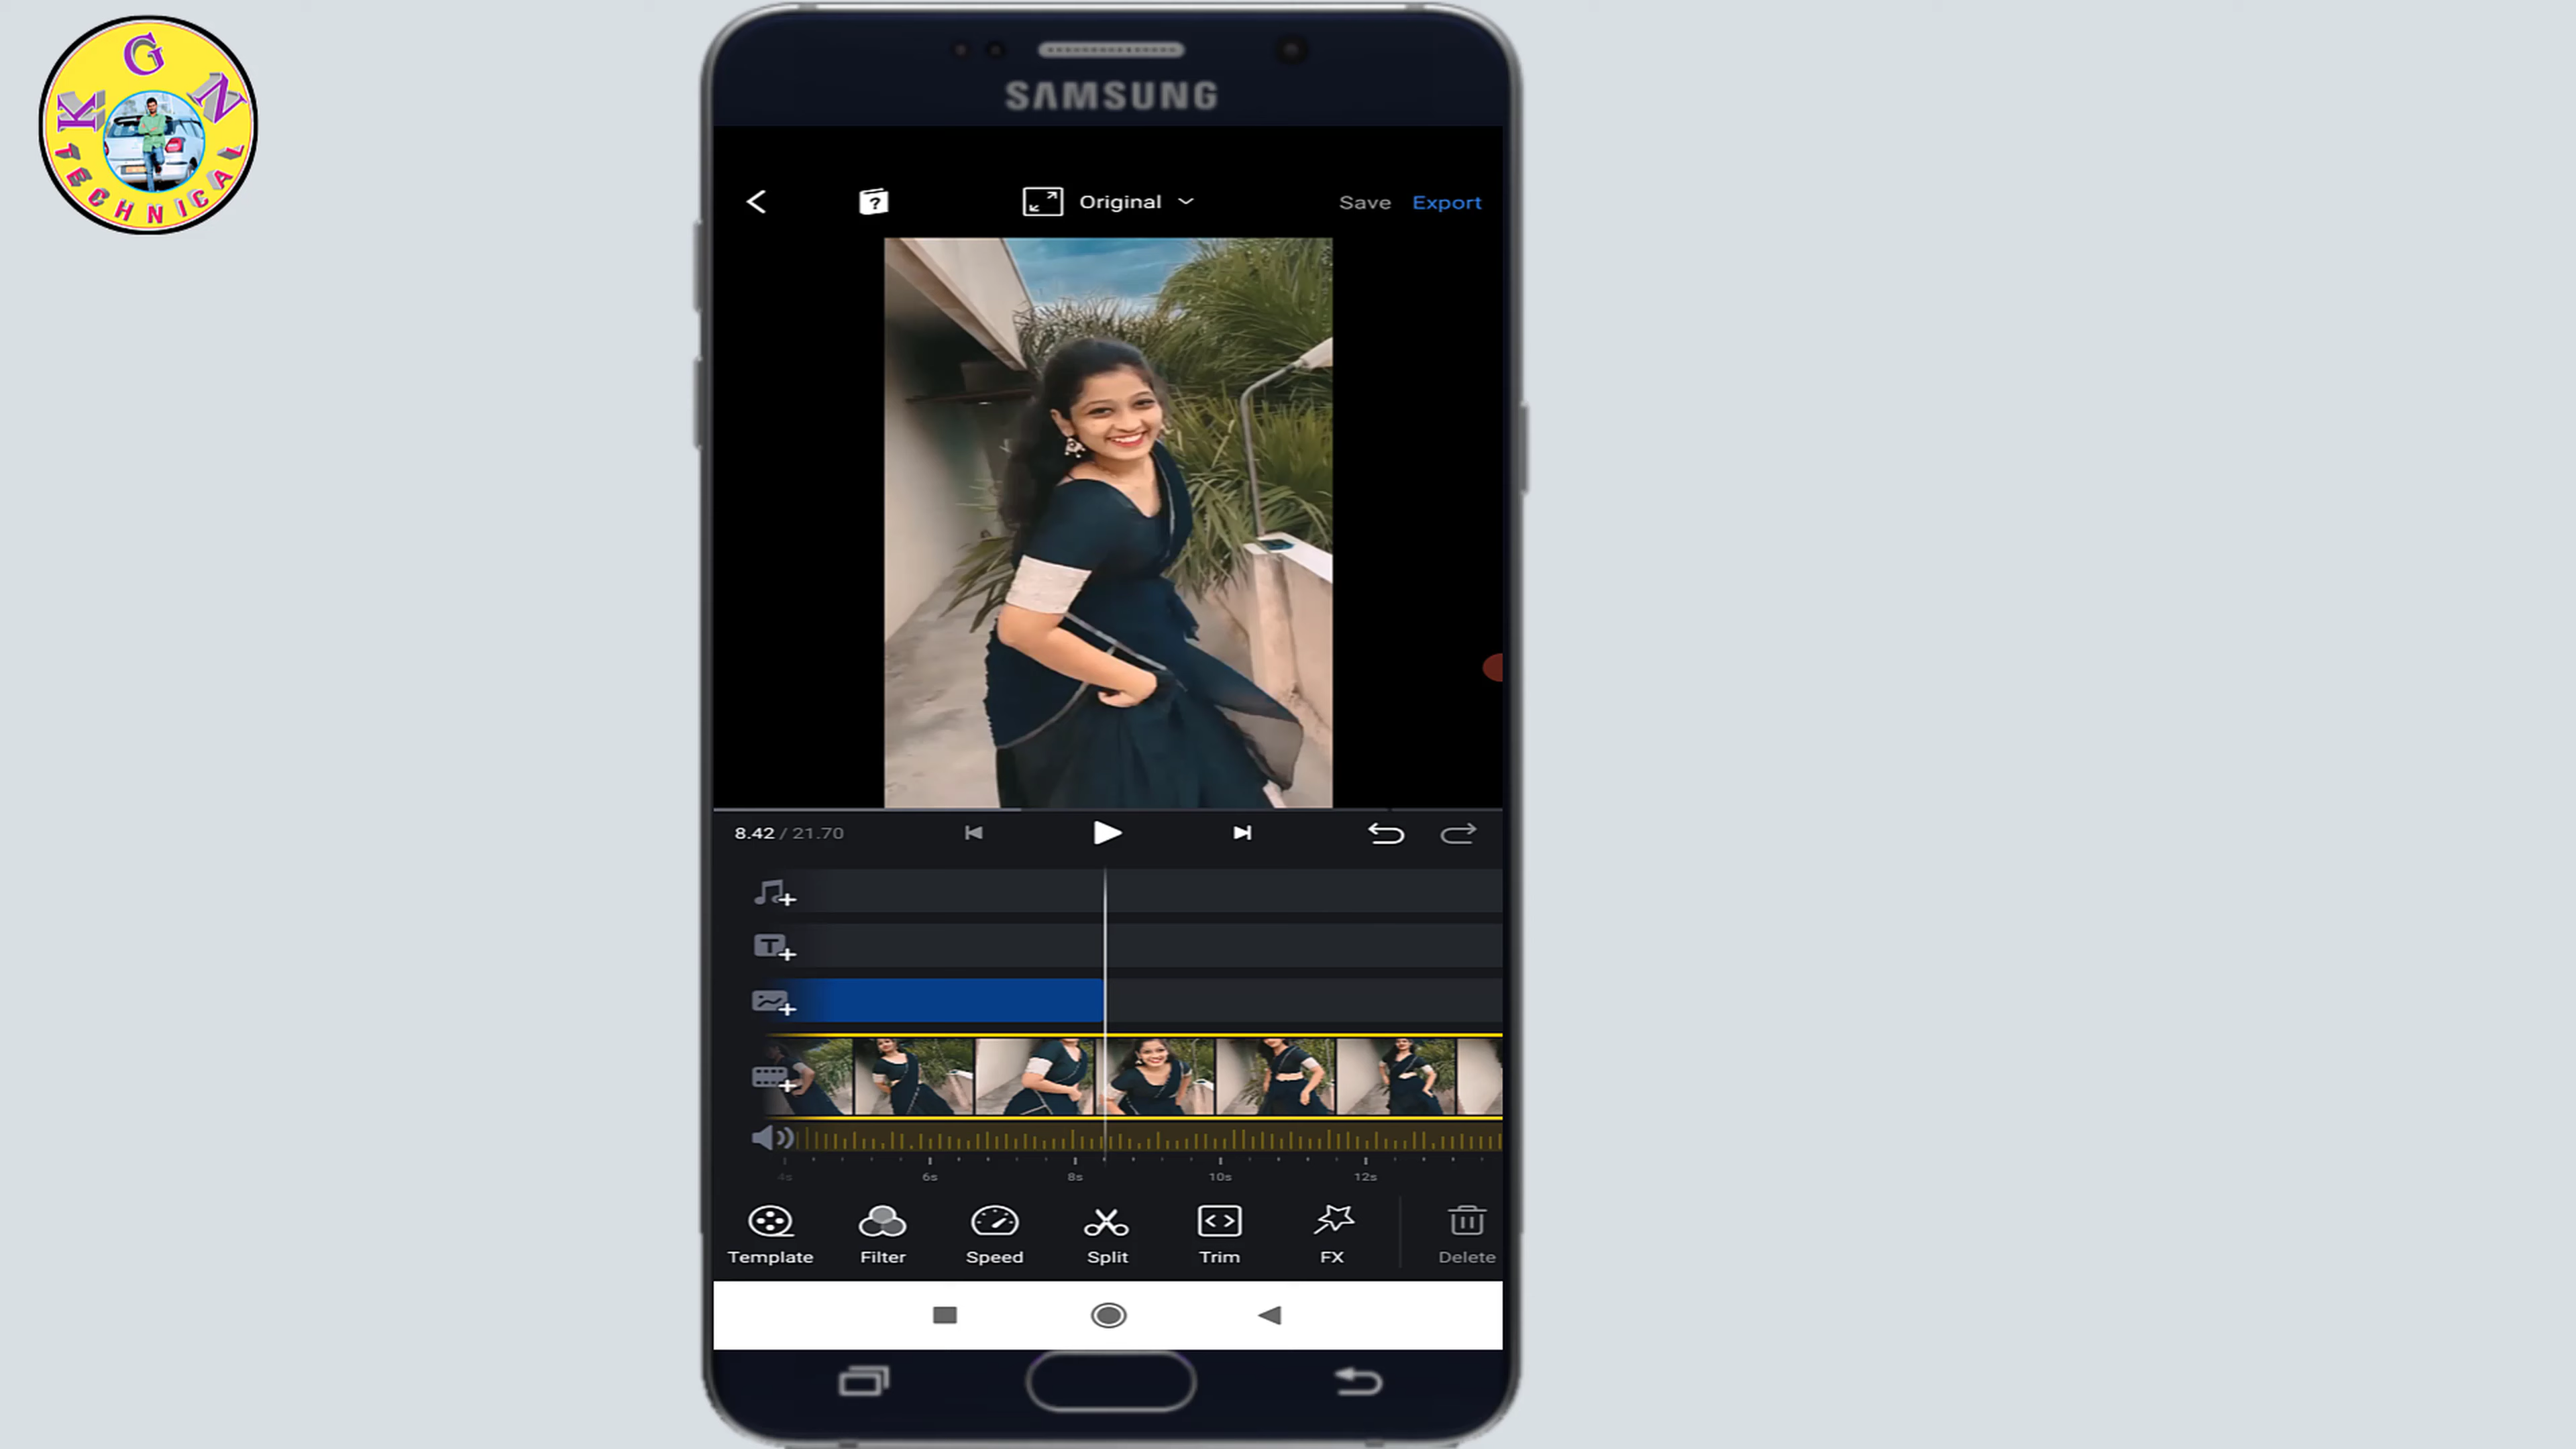 K G N
TECHNICAL
SAMSUNG
Original
Save Export
8.42 / 21.70
4s 6s 8s 10s 12s
Template Filter Speed Split Trim FX Delete